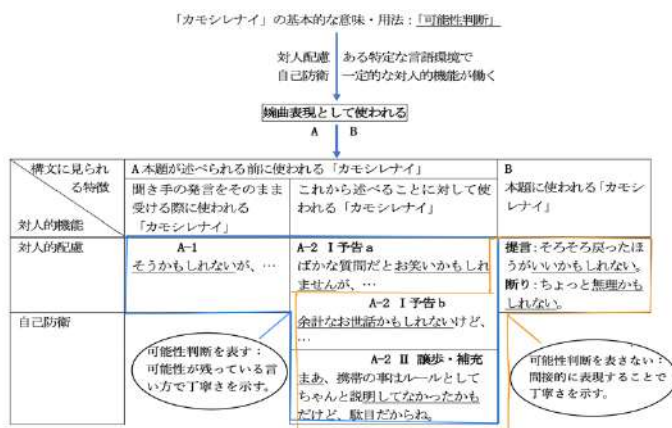 「カモシレナイ」の基本的な意味・用法：「可能性判断」
対人配慮 ある特定な言語環境で
自己防衛 一定的な対人的機能が働く
婉曲表現として使われる
A B
構文に見られ
る特徴
対人的機能
A 本題が述べられる前に使われる「カモシレナイ」
聞き手の発言をそのまま
受ける際に使われる
「カモシレナイ」
これから述べることに対して使
われる「カモシレナイ」
B
本題に使われる「カモシ
レナイ」
対人的配慮
A-1
そうかもしれないが、…
A-2 Ⅰ予告 a
ばかな質問だとお笑いかもしれ
ませんが、…
A-2 Ⅰ予告 b
余計なお世話かもしれないけど、
…
提言：そろそろ戻ったほ
うがいいかもしれない。
断り：ちょっと無理かも
しれない。
自己防衛
A-2 Ⅱ 譲歩・補充
まあ、携帯の事はルールとして
ちゃんと説明してなかったかも
だけど、駄目だからね。
可能性判断を表す：
可能性が残っている言
い方で丁寧さを示す。
可能性判断を表さない：
間接的に表現することで
丁寧さを示す。